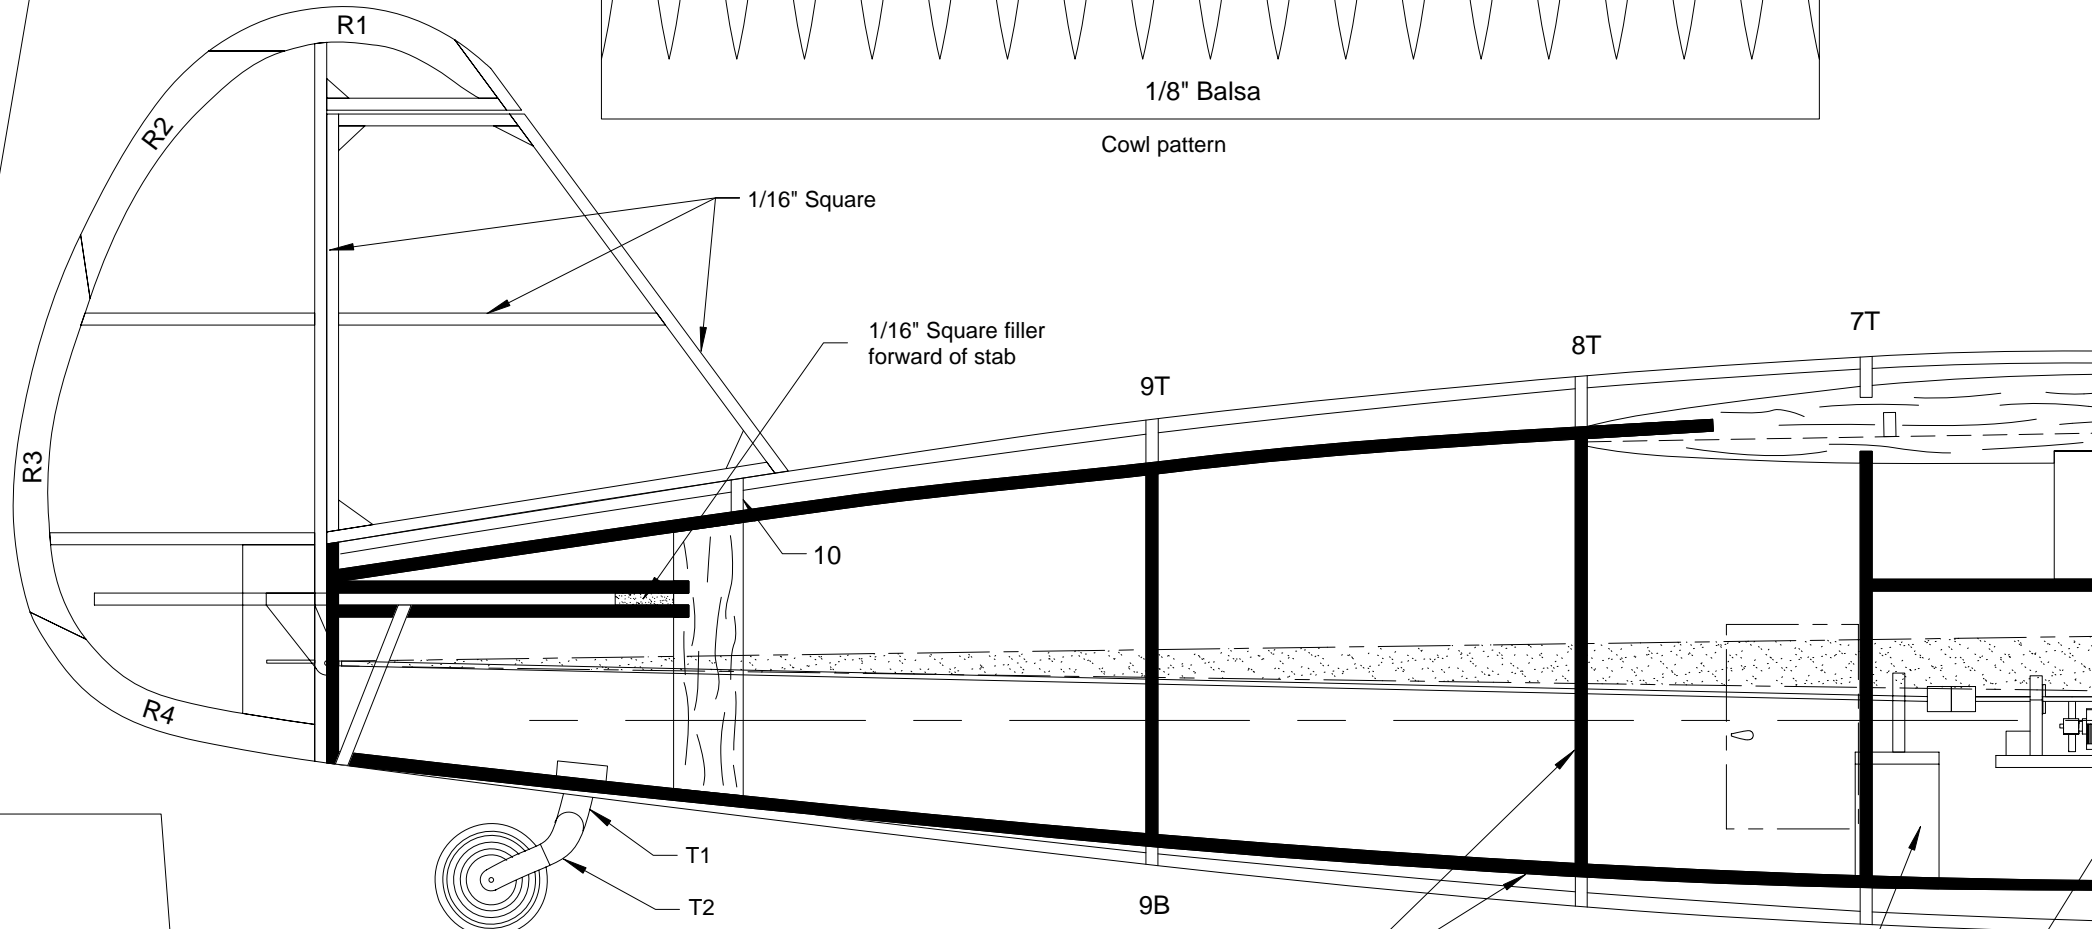 R1
1/8" Balsa
R2
Cowl pattern
1/16" Square
1/16" Square filler
forward of stab
7T
8T
9T
R3
10
R4
T1
T2
9B